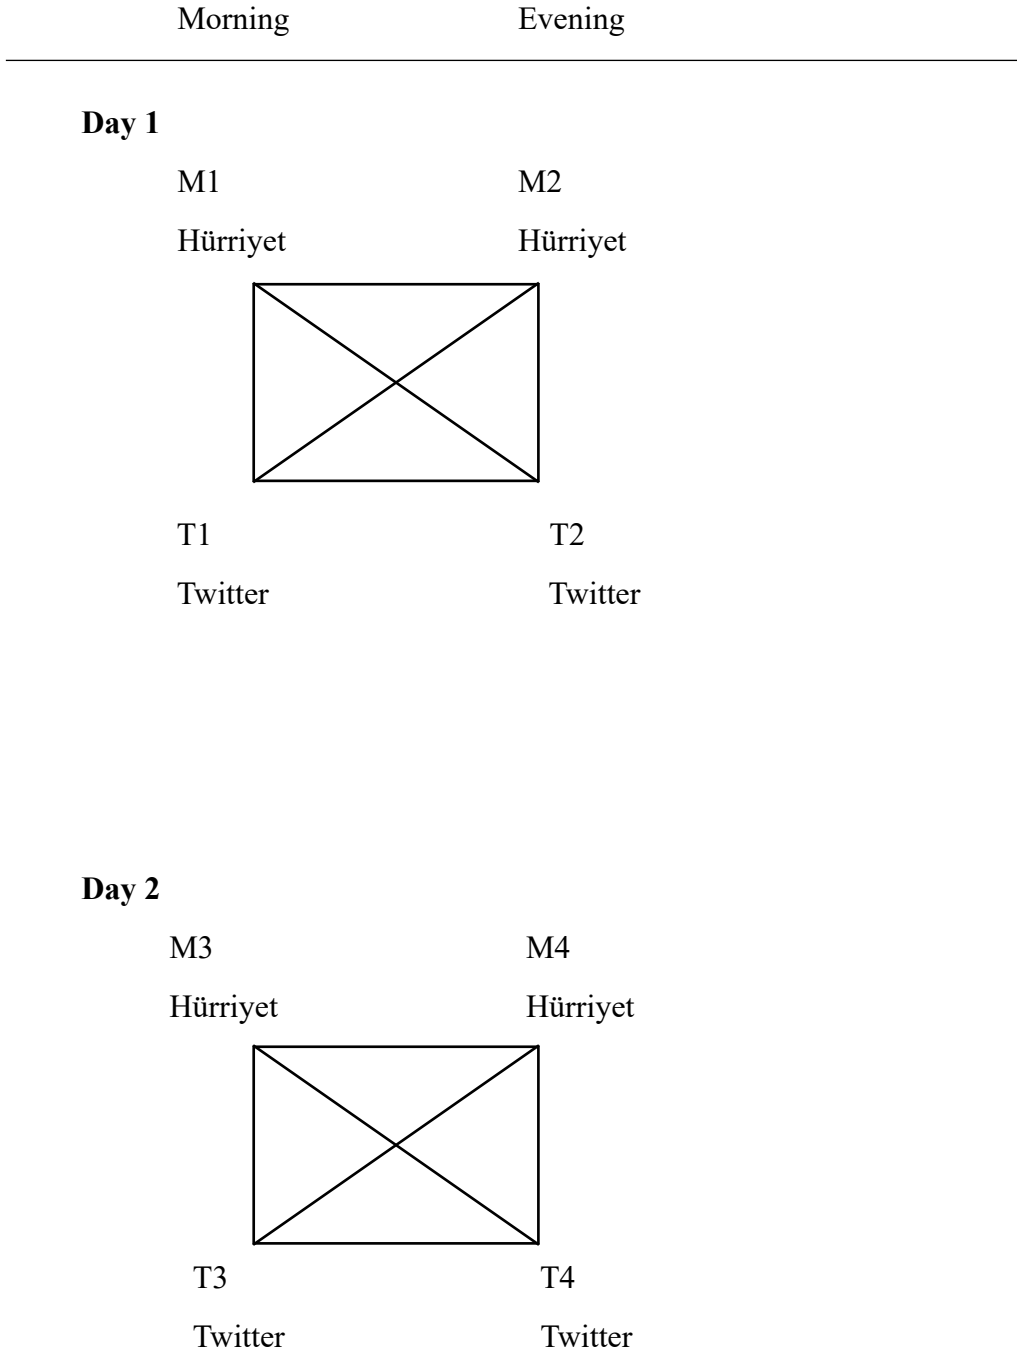 Morning Evening
Day 1
M1 M2
Hürriyet Hürriyet
T1 T2
Twitter Twitter
Day 2
M3 M4
Hürriyet Hürriyet
T3 T4
Twitter Twitter